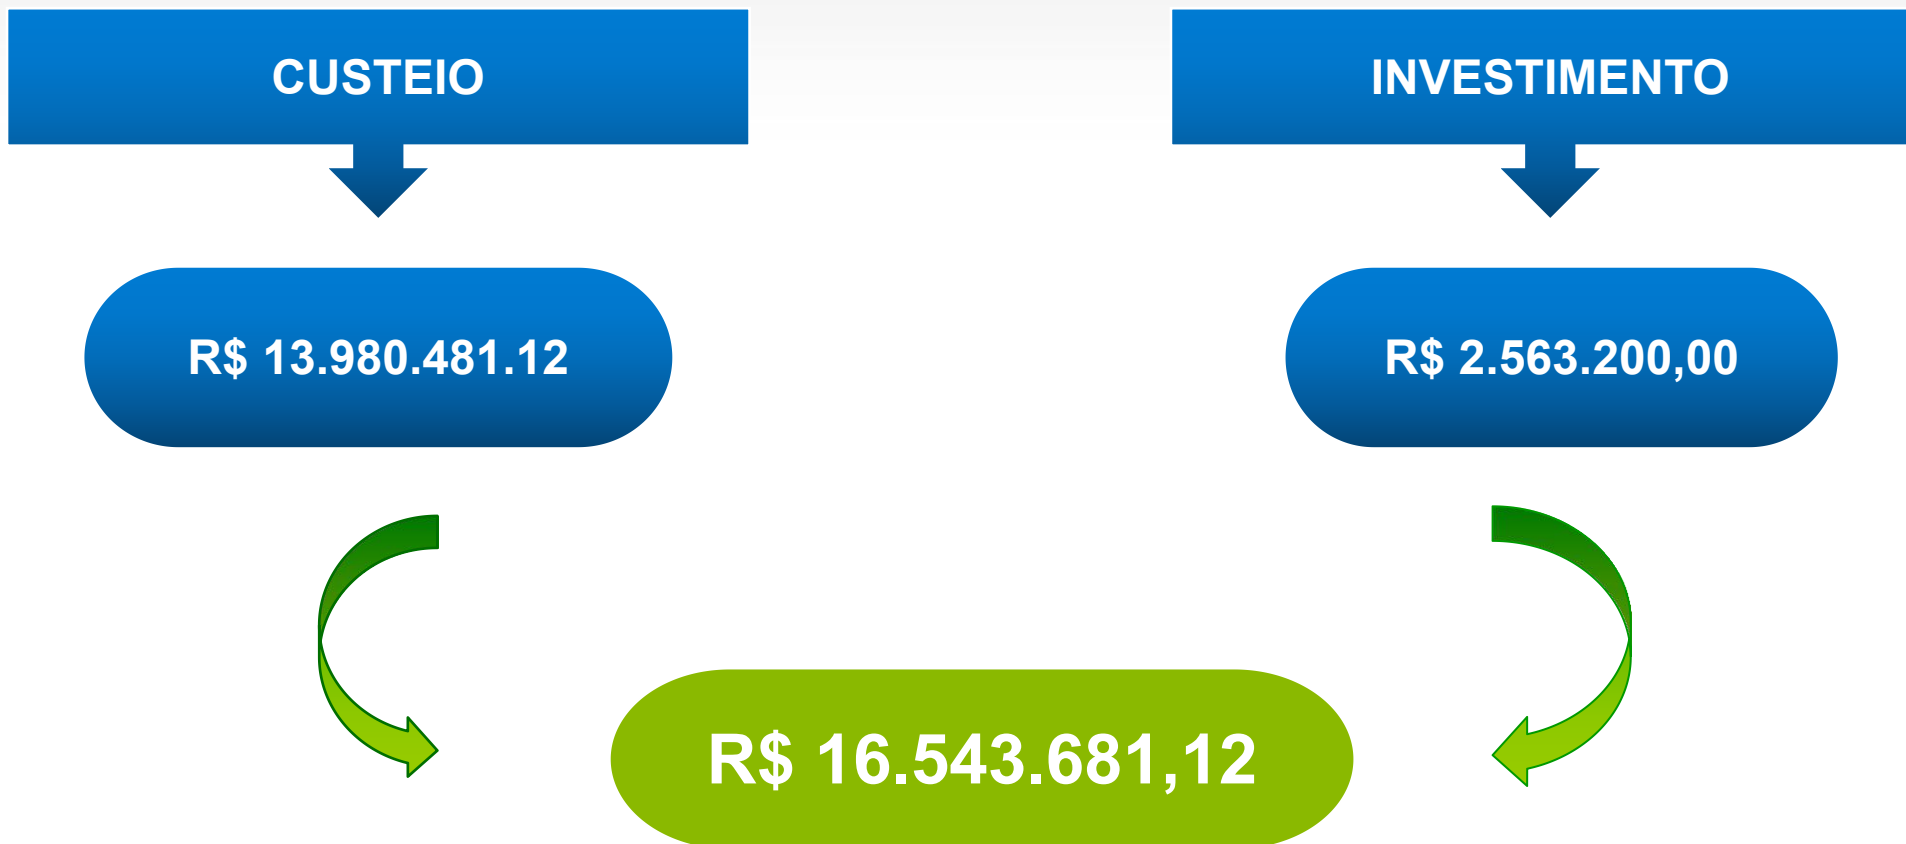 CUSTEIO
INVESTIMENTO
R$ 13.980.481.12
R$ 2.563.200,00
R$ 16.543.681,12